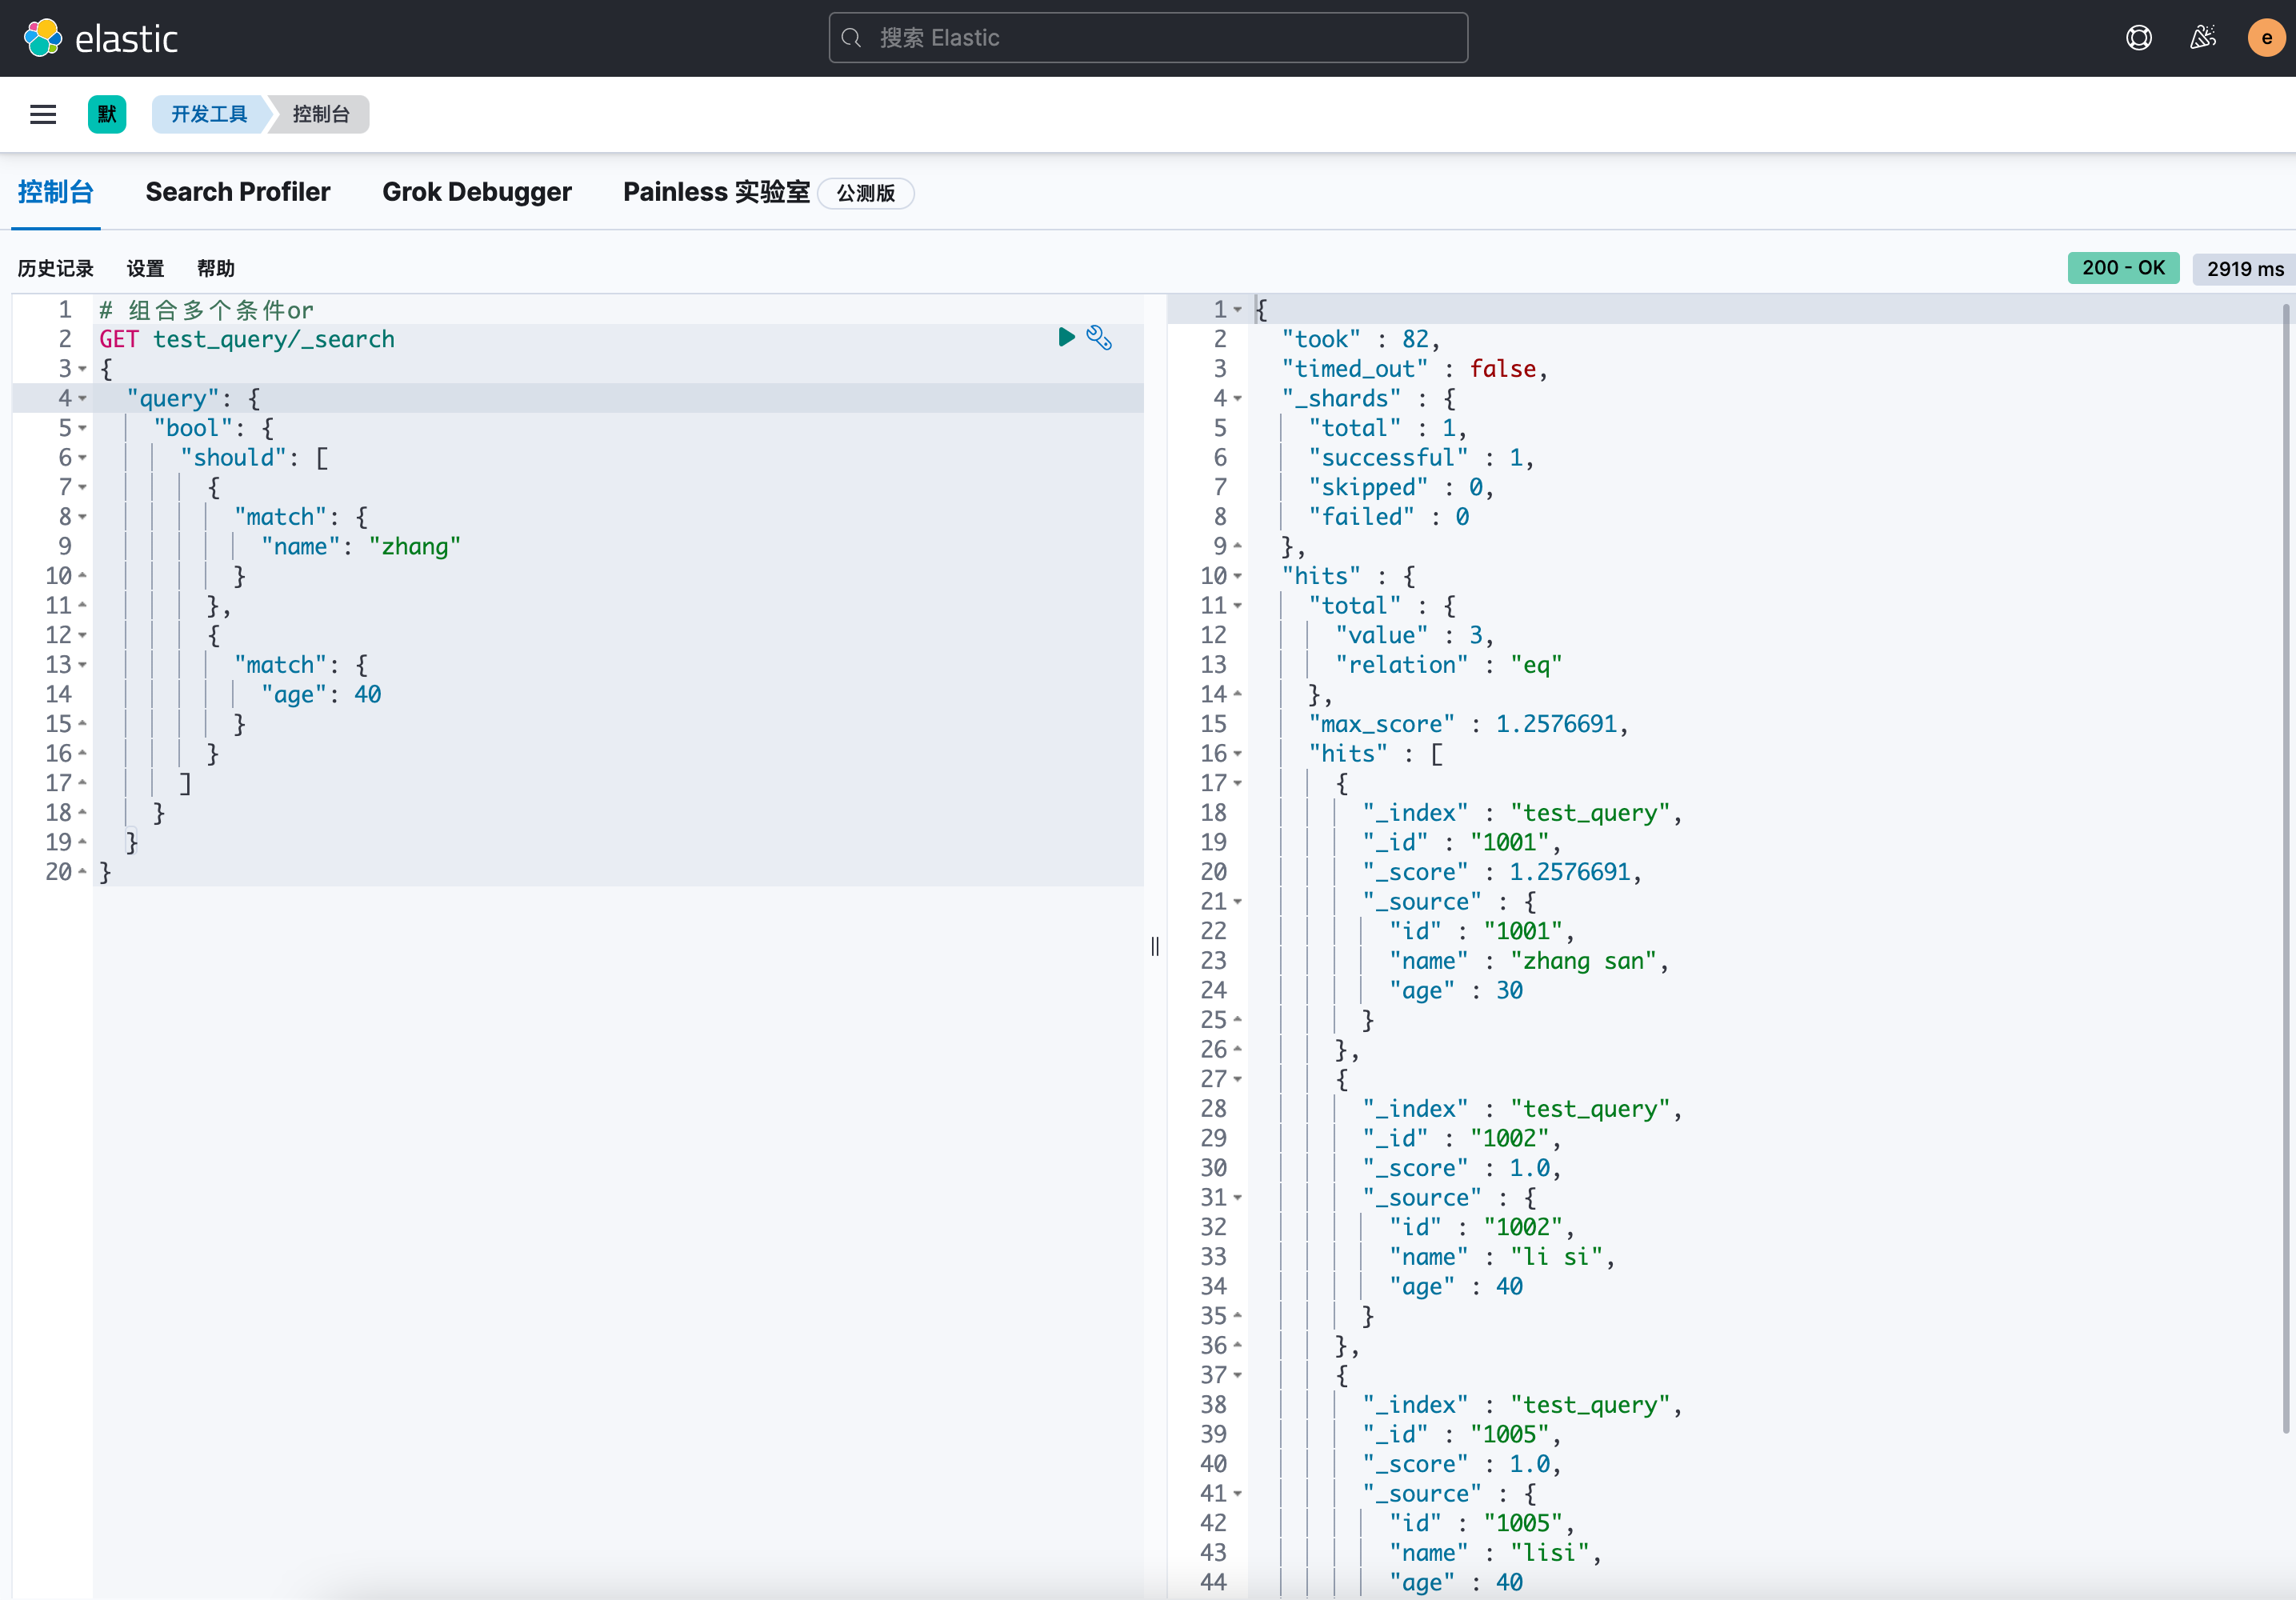 elastic
搜索 Elastic
e
默
开发工具
控制台
控制台
Search Profiler
Grok Debugger
Painless 实验室
公测版
历史记录
设置
帮助
200 - OK
2919 ms
1 # 组合多个条件or
2 GET test_query/_search
3 {
4 "query": {
5 "bool": {
6 "should": [
7 {
8 "match": {
9 "name": "zhang"
10 }
11 },
12 {
13 "match": {
14 "age": 40
15 }
16 }
17 ]
18 }
19 }
20 }
1 {
2 "took" : 82,
3 "timed_out" : false,
4 "_shards" : {
5 "total" : 1,
6 "successful" : 1,
7 "skipped" : 0,
8 "failed" : 0
9 },
10 "hits" : {
11 "total" : {
12 "value" : 3,
13 "relation" : "eq"
14 },
15 "max_score" : 1.2576691,
16 "hits" : [
17 {
18 "_index" : "test_query",
19 "_id" : "1001",
20 "_score" : 1.2576691,
21 "_source" : {
22 "id" : "1001",
23 "name" : "zhang san",
24 "age" : 30
25 }
26 },
27 {
28 "_index" : "test_query",
29 "_id" : "1002",
30 "_score" : 1.0,
31 "_source" : {
32 "id" : "1002",
33 "name" : "li si",
34 "age" : 40
35 }
36 },
37 {
38 "_index" : "test_query",
39 "_id" : "1005",
40 "_score" : 1.0,
41 "_source" : {
42 "id" : "1005",
43 "name" : "lisi",
44 "age" : 40